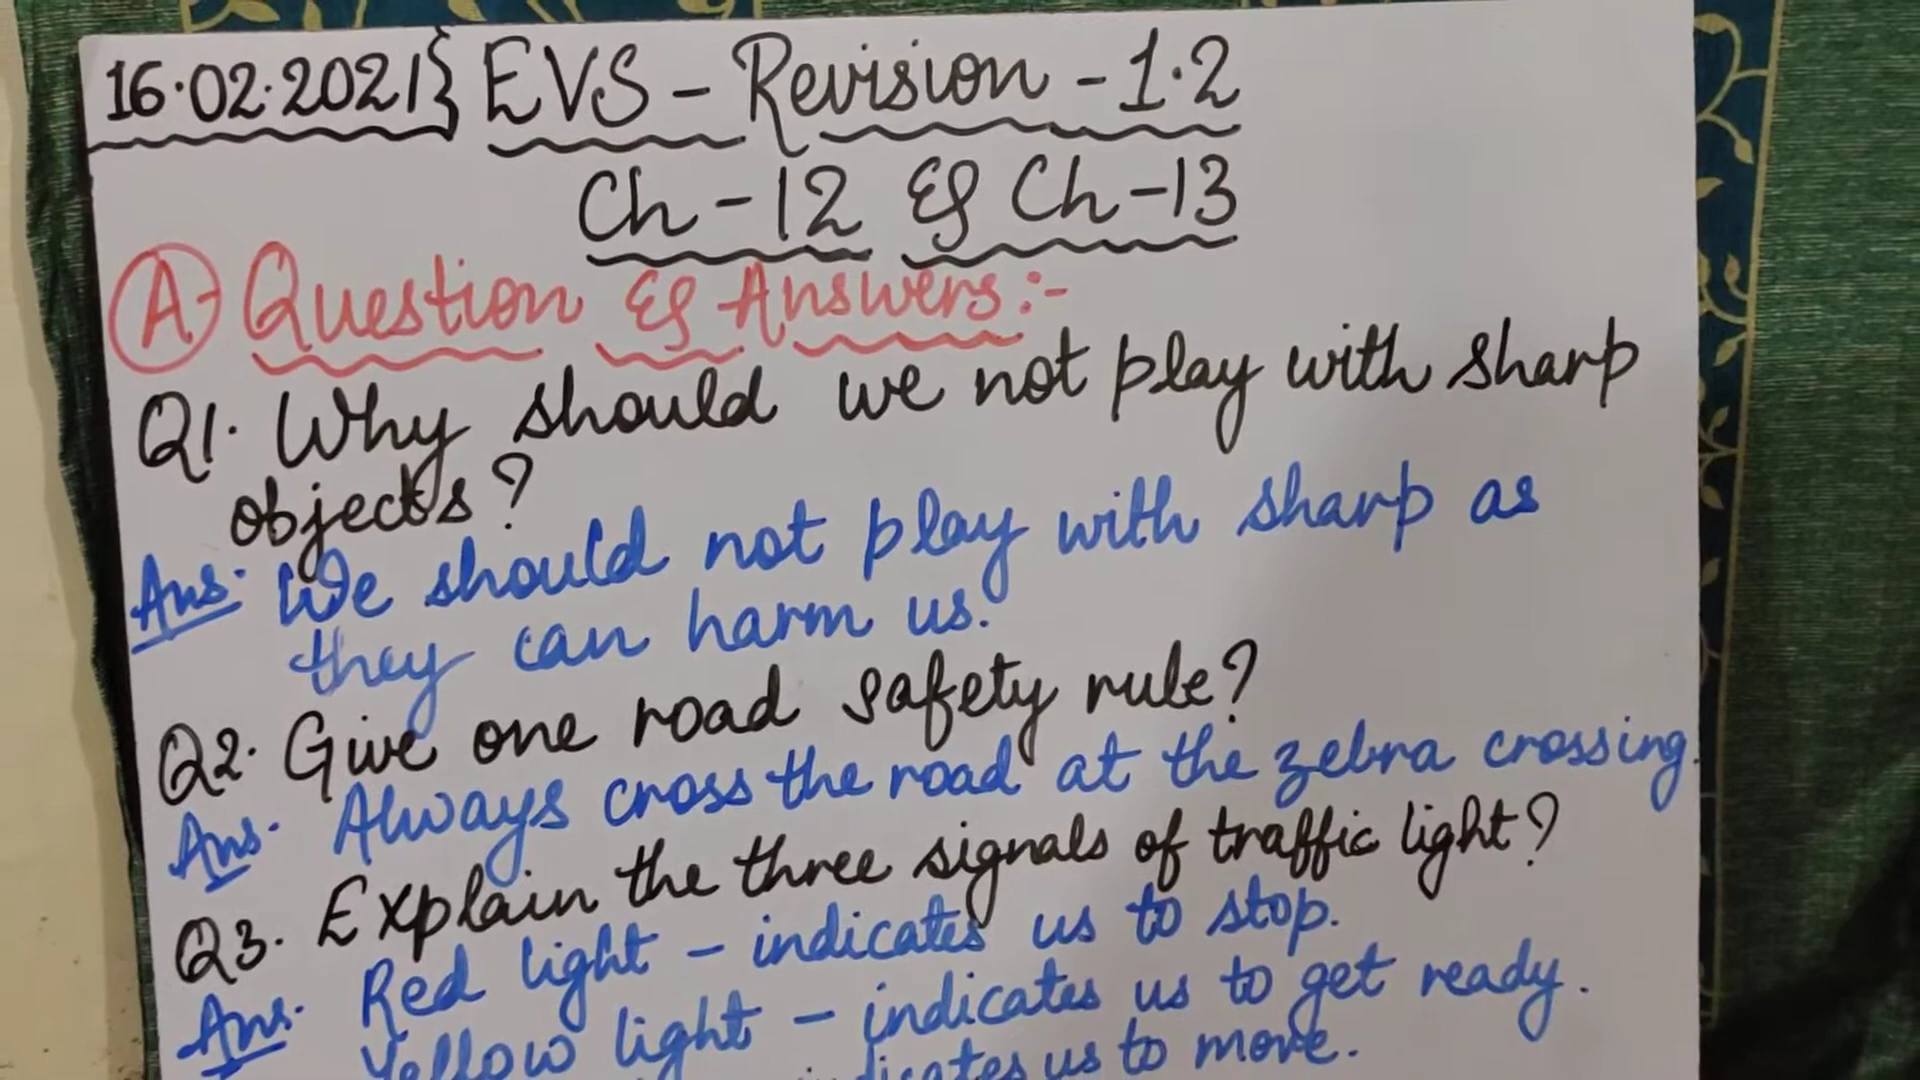 16.02.2021} EVS - Revision - 1.2
Ch - 12 & Ch - 13
A- Question & Answers:-
Q1. Why should we not play with sharp
objects?
Ans: We should not play with sharp as
they can harm us.
Q2. Give one road safety rule?
Ans. Always cross the road at the zebra crossing.
Q3. Explain the three signals of traffic light?
Ans. Red light - indicates us to stop.
Yellow light - indicates us to get ready.
indicates us to move.